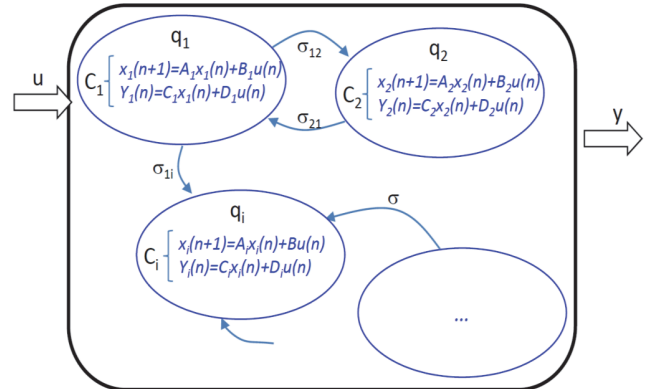 u
q1
C1
x1(n+1)=A1x1(n)+B1u(n)
Y1(n)=C1x1(n)+D1u(n)
σ12
q2
C2
x2(n+1)=A2x2(n)+B2u(n)
Y2(n)=C2x2(n)+D2u(n)
σ21
y
σ1i
qi
Ci
xi(n+1)=Aixi(n)+Bu(n)
Yi(n)=Cixi(n)+Diu(n)
σ
...